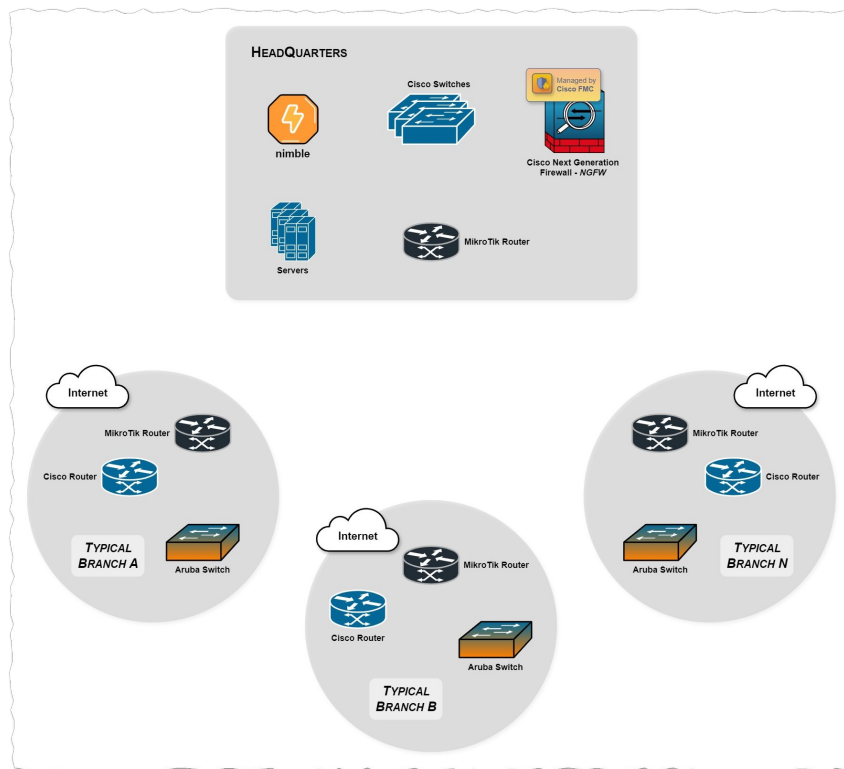 HEADQUARTERS
Cisco Switches
Managed by
Cisco FMC
nimble
Cisco Next Generation
Firewall - NGFW
Servers
MikroTik Router
Internet
MikroTik Router
Cisco Router
TYPICAL
BRANCH A
Aruba Switch
Internet
MikroTik Router
Cisco Router
Aruba Switch
TYPICAL
BRANCH B
Internet
MikroTik Router
Cisco Router
Aruba Switch
TYPICAL
BRANCH N